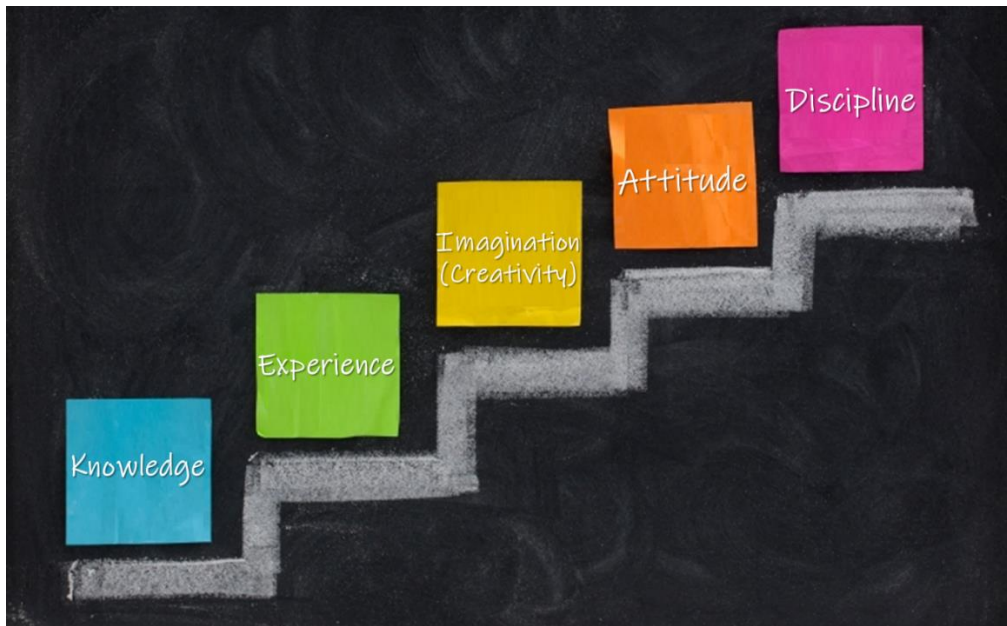 Knowledge
Experience
Imagination
(Creativity)
Attitude
Discipline